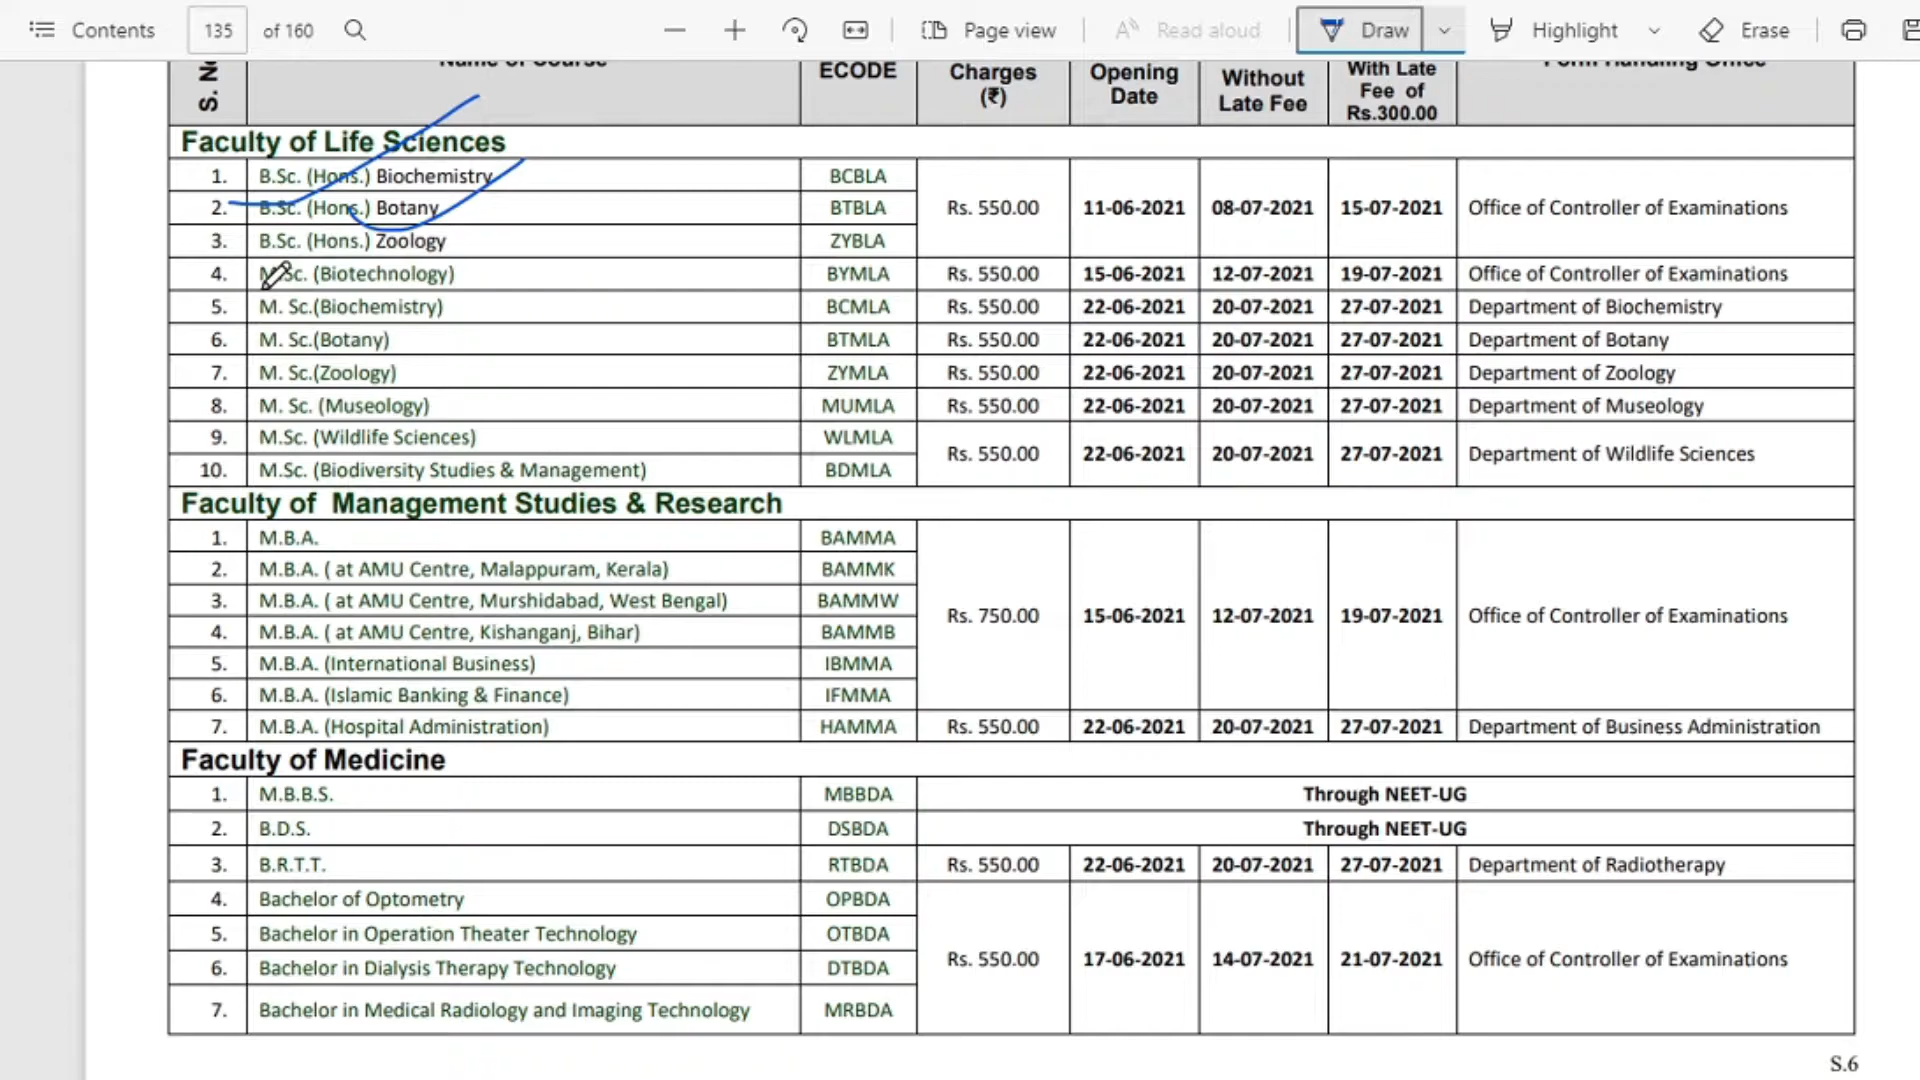 Contents 135 of 160 Page view Read aloud Draw Highlight Erase
S. No Name of Course ECODE Charges (₹) Opening Date Without Late Fee With Late Fee of Rs.300.00 Form Handling Office
Faculty of Life Sciences
1. B.Sc. (Hons.) Biochemistry BCBLA
2. B.Sc. (Hons.) Botany BTBLA Rs. 550.00 11-06-2021 08-07-2021 15-07-2021 Office of Controller of Examinations
3. B.Sc. (Hons.) Zoology ZYBLA
4. M.Sc. (Biotechnology) BYMLA Rs. 550.00 15-06-2021 12-07-2021 19-07-2021 Office of Controller of Examinations
5. M. Sc.(Biochemistry) BCMLA Rs. 550.00 22-06-2021 20-07-2021 27-07-2021 Department of Biochemistry
6. M. Sc.(Botany) BTMLA Rs. 550.00 22-06-2021 20-07-2021 27-07-2021 Department of Botany
7. M. Sc.(Zoology) ZYMLA Rs. 550.00 22-06-2021 20-07-2021 27-07-2021 Department of Zoology
8. M. Sc. (Museology) MUMLA Rs. 550.00 22-06-2021 20-07-2021 27-07-2021 Department of Museology
9. M.Sc. (Wildlife Sciences) WLMLA
Rs. 550.00 22-06-2021 20-07-2021 27-07-2021 Department of Wildlife Sciences
10. M.Sc. (Biodiversity Studies & Management) BDMLA
Faculty of Management Studies & Research
1. M.B.A. BAMMA
2. M.B.A. ( at AMU Centre, Malappuram, Kerala) BAMMK
3. M.B.A. ( at AMU Centre, Murshidabad, West Bengal) BAMMW
Rs. 750.00 15-06-2021 12-07-2021 19-07-2021 Office of Controller of Examinations
4. M.B.A. ( at AMU Centre, Kishanganj, Bihar) BAMMB
5. M.B.A. (International Business) IBMMA
6. M.B.A. (Islamic Banking & Finance) IFMMA
7. M.B.A. (Hospital Administration) HAMMA Rs. 550.00 22-06-2021 20-07-2021 27-07-2021 Department of Business Administration
Faculty of Medicine
1. M.B.B.S. MBBDA Through NEET-UG
2. B.D.S. DSBDA Through NEET-UG
3. B.R.T.T. RTBDA Rs. 550.00 22-06-2021 20-07-2021 27-07-2021 Department of Radiotherapy
4. Bachelor of Optometry OPBDA
5. Bachelor in Operation Theater Technology OTBDA
Rs. 550.00 17-06-2021 14-07-2021 21-07-2021 Office of Controller of Examinations
6. Bachelor in Dialysis Therapy Technology DTBDA
7. Bachelor in Medical Radiology and Imaging Technology MRBDA
S.6